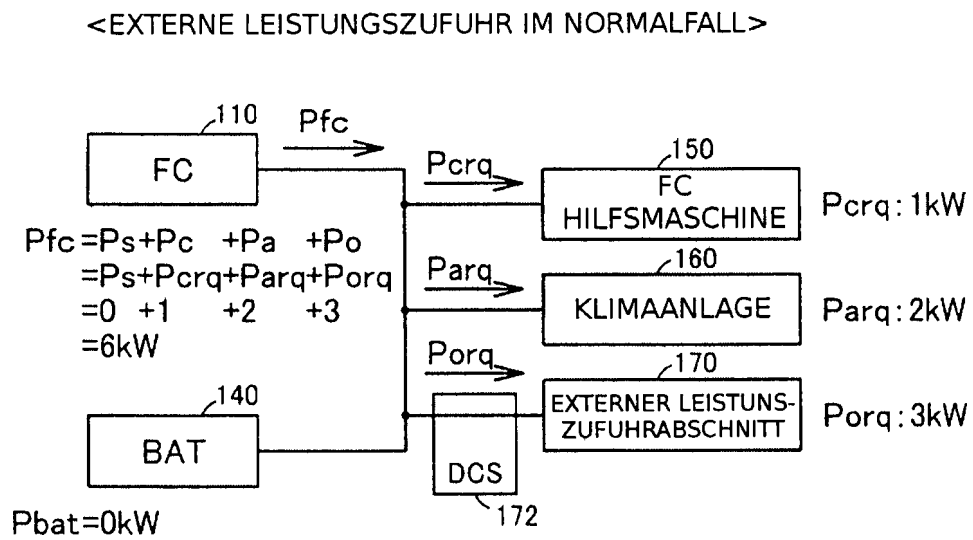 <EXTERNE LEISTUNGSZUFUHR IM NORMALFALL>
110
Pfc
FC
150
Pcrq
FC
HILFSMASCHINE
Pcrq:1kW
Pfc=Ps+Pc +Pa +Po
=Ps+Pcrq+Parq+Porq
=0 +1 +2 +3
=6kW
160
Parq
KLIMAANLAGE
Parq:2kW
Porq
170
140
EXTERNER LEISTUNS-
ZUFUHRABSCHNITT
Porq:3kW
BAT
DCS
172
Pbat=0kW